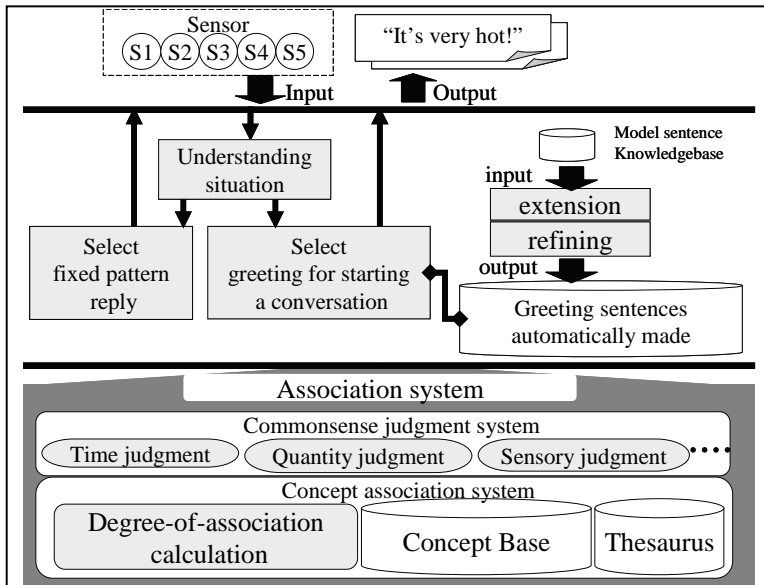 Sensor
S1 S2 S3 S4 S5
Input
“It’s very hot!”
Output
Understanding
situation
Select
fixed pattern
reply
Select
greeting for starting
a conversation
Model sentence
Knowledgebase
input
extension
refining
output
Greeting sentences
automatically made
Association system
Commonsense judgment system
Time judgment
Quantity judgment
Sensory judgment
····
Concept association system
Degree-of-association
calculation
Concept Base
Thesaurus